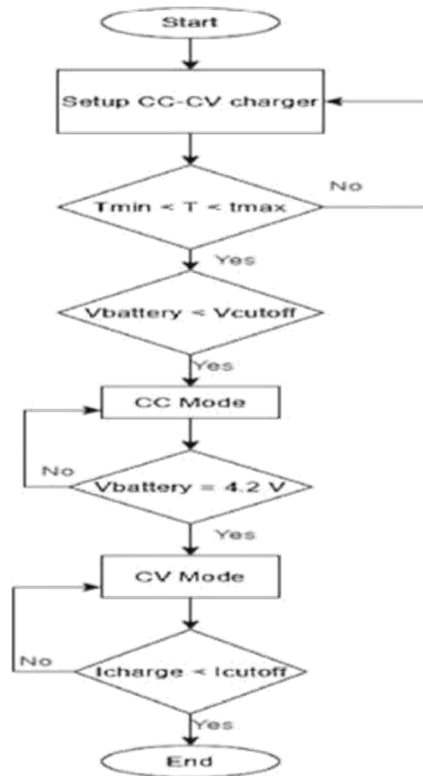 Start
Setup CC-CV charger
Tmin < T < tmax
No
Yes
Vbattery < Vcutoff
Yes
CC Mode
No
Vbattery = 4.2 V
Yes
CV Mode
No
Icharge < Icutoff
Yes
End